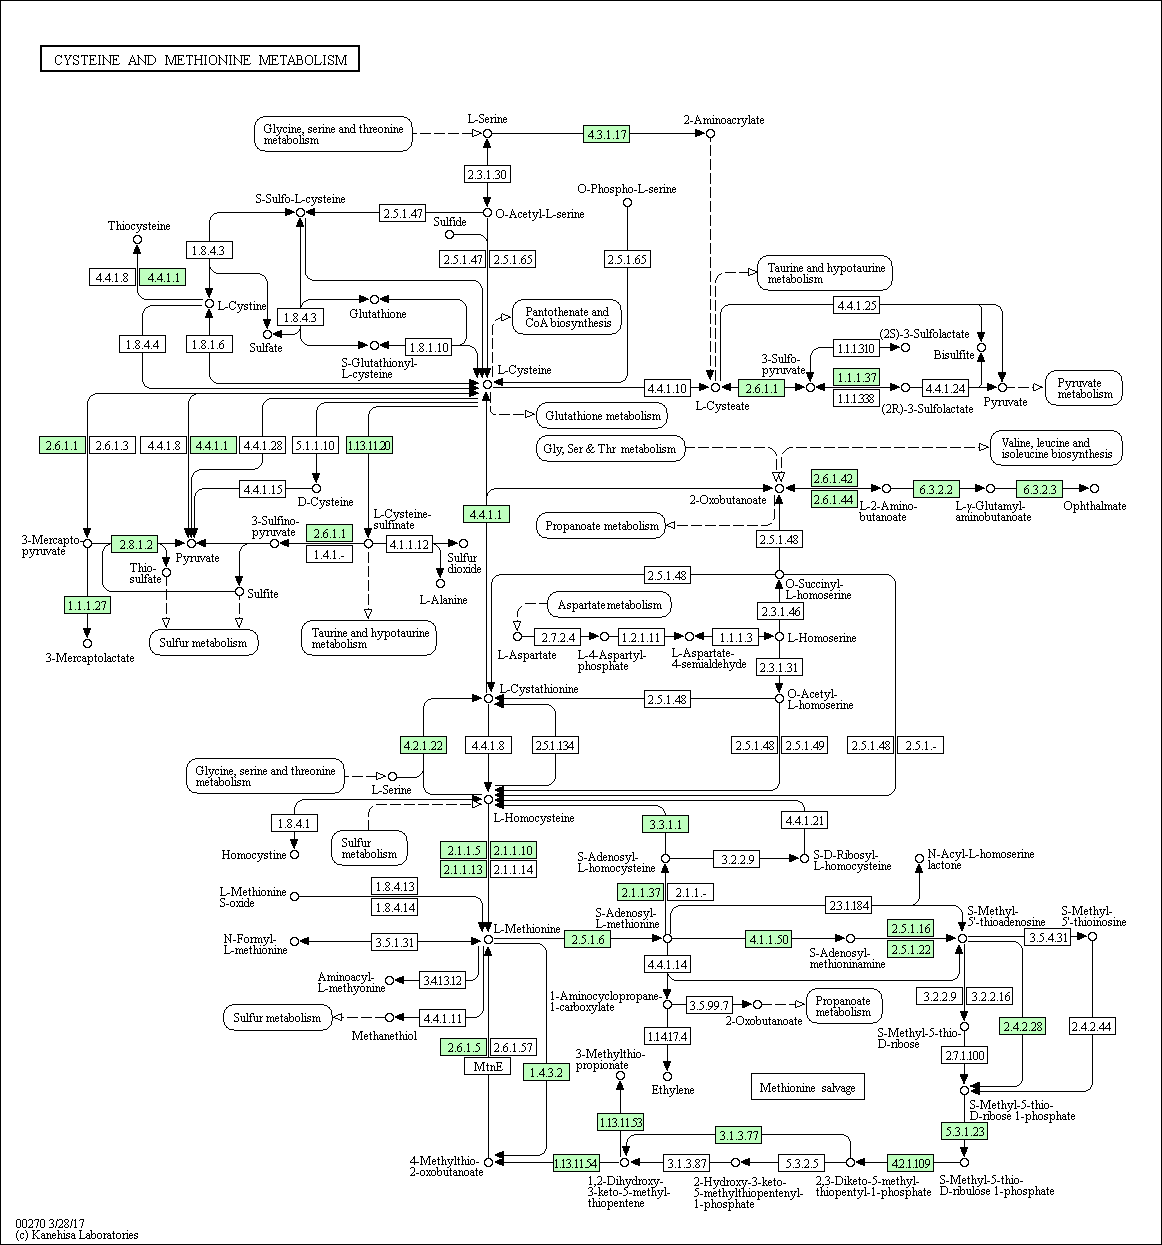 CYSTEINE AND METHIONINE METABOLISM
L-Serine
2-Aminoacrylate
Glycine, serine and threonine
metabolism
4.3.1.17
2.3.1.30
O-Phospho-L-serine
S-Sulfo-L-cysteine
2.5.1.47
O-Acetyl-L-serine
Sulfide
Thiocysteine
1.8.4.3
4.4.1.8
4.4.1.1
2.5.1.47
2.5.1.65
2.5.1.65
Taurine and hypotaurine
metabolism
L-Cystine
Glutathione
1.8.4.3
Pantothenate and
CoA biosynthesis
4.4.1.25
4.4.1.4
1.8.1.6
Sulfate
1.8.1.10
S-Glutathionyl-
L-cysteine
L-Cysteine
3-Sulfo-
pyruvate
1.1.1.310
(2S)-3-Sulfolactate
Bisulfite
4.4.1.10
L-Cysteate
2.6.1.1
1.1.1.37
1.1.1.338
(2R)-3-Sulfolactate
4.4.1.24
Pyruvate
Pyruvate
metabolism
Glutathione metabolism
Gly, Ser & Thr metabolism
Valine, leucine and
isoleucine biosynthesis
2.6.1.1
2.6.1.3
4.4.1.8
4.4.1.1
4.4.1.28
5.1.1.10
1.13.11.20
4.4.1.15
D-Cysteine
2-Oxobutanoate
2.6.1.42
2.6.1.44
L-2-Amino-
butanoate
6.3.2.2
L-γ-Glutamyl-
aminobutanoate
6.3.2.3
Ophthalmate
4.4.1.1
Propanoate metabolism
3-Mercapto
pyruvate
2.8.1.2
Pyruvate
3-Sulfino-
pyruvate
2.6.1.1
1.4.1.-
L-Cysteine-
sulfinate
4.1.1.12
Sulfur
dioxide
L-Alanine
2.5.1.48
Thio-
sulfate
Sulfite
2.5.1.48
O-Succinyl-
L-homoserine
1.1.1.27
3-Mercaptolactate
Sulfur metabolism
Taurine and hypotaurine
metabolism
Aspartate metabolism
2.3.1.46
L-Aspartate
2.7.2.4
L-4-Aspartyl-
phosphate
1.2.1.11
L-Aspartate-
4-semialdehyde
1.1.1.3
L-Homoserine
2.3.1.31
L-Cystathionine
2.5.1.48
O-Acetyl-
L-homoserine
4.2.1.22
4.4.1.8
2.5.1.134
2.5.1.48
2.5.1.49
2.5.1.48
2.5.1.-
Glycine, serine and threonine
metabolism
L-Serine
L-Homocysteine
1.8.4.1
Homocystine
Sulfur
metabolism
3.3.1.1
4.4.1.21
2.1.1.5
2.1.1.10
2.1.1.13
2.1.1.14
S-Adenosyl-
L-homocysteine
3.2.2.9
S-D-Ribosyl-
L-homocysteine
N-Acyl-L-homoserine
lactone
L-Methionine
S-oxide
1.8.4.13
1.8.4.14
2.1.1.37
2.1.1.-
2.3.1.184
S-Adenosyl-
L-methionine
S-Methyl-
5'-thioadenosine
S-Methyl-
5'-thioinosine
N-Formyl-
L-methionine
3.5.1.31
L-Methionine
2.5.1.6
4.1.1.50
S-Adenosyl-
methioninamine
2.5.1.16
2.5.1.22
3.5.4.31
4.4.1.14
Aminoacyl-
L-methyonine
3.4.13.12
1-Aminocyclopropane-
1-carboxylate
3.5.99.7
2-Oxobutanoate
Propanoate
metabolism
3.2.2.9
3.2.2.16
Sulfur metabolism
Methanethiol
4.4.1.11
1.14.17.4
S-Methyl-5-thio-
D-ribose
2.4.2.28
2.4.2.44
2.6.1.5
2.6.1.57
MtnE
1.4.3.2
3-Methylthio-
propionate
Ethylene
Methionine salvage
2.7.1.100
S-Methyl-5-thio-
D-ribose 1-phosphate
1.13.11.53
3.1.3.77
5.3.1.23
4-Methylthio-
2-oxobutanoate
1.13.11.54
1,2-Dihydroxy-
3-keto-5-methyl-
thiopentene
3.1.3.87
2-Hydroxy-3-keto-
5-methylthiopentenyl-
1-phosphate
5.3.2.5
2,3-Diketo-5-methyl-
thiopentyl-1-phosphate
4.2.1.109
S-Methyl-5-thio-
D-ribulose 1-phosphate
00270 3/28/17
(c) Kanehisa Laboratories